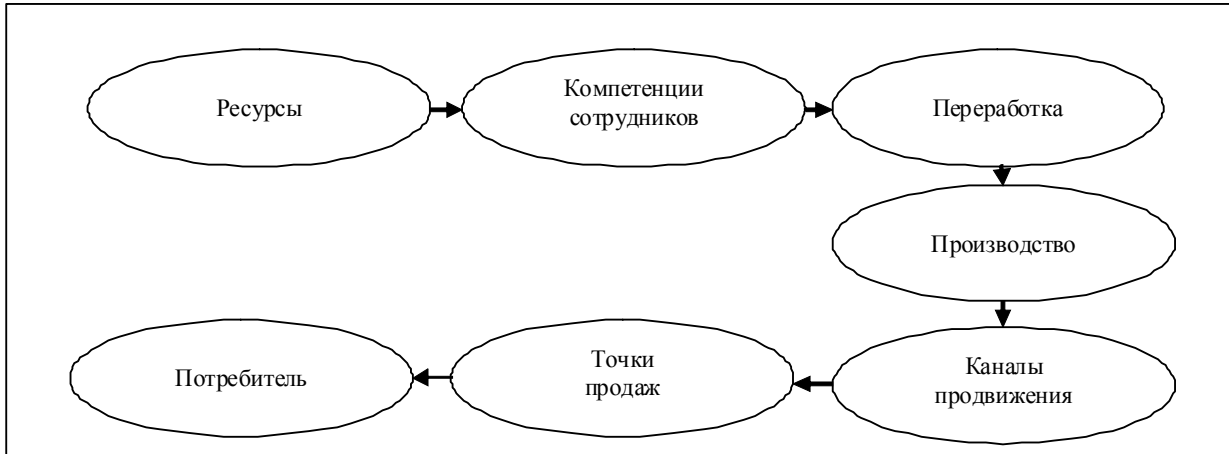 Ресурсы
Компетенции
сотрудников
Переработка
Производство
Каналы
продвижения
Точки
продаж
Потребитель